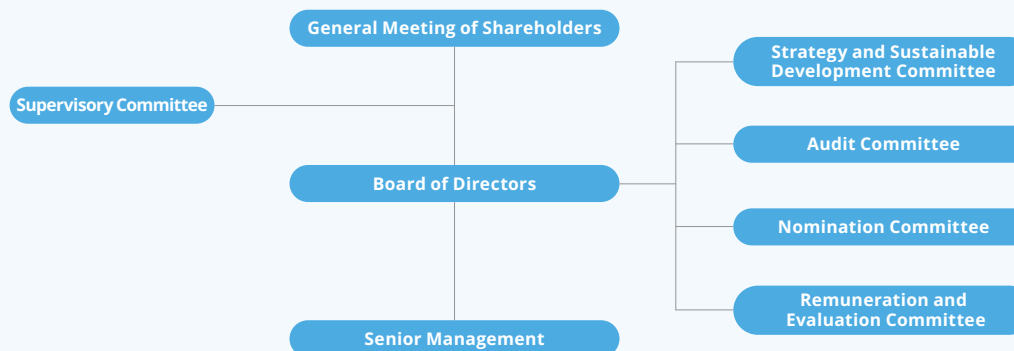 General Meeting of Shareholders
Supervisory Committee
Board of Directors
Senior Management
Strategy and Sustainable
Development Committee
Audit Committee
Nomination Committee
Remuneration and
Evaluation Committee